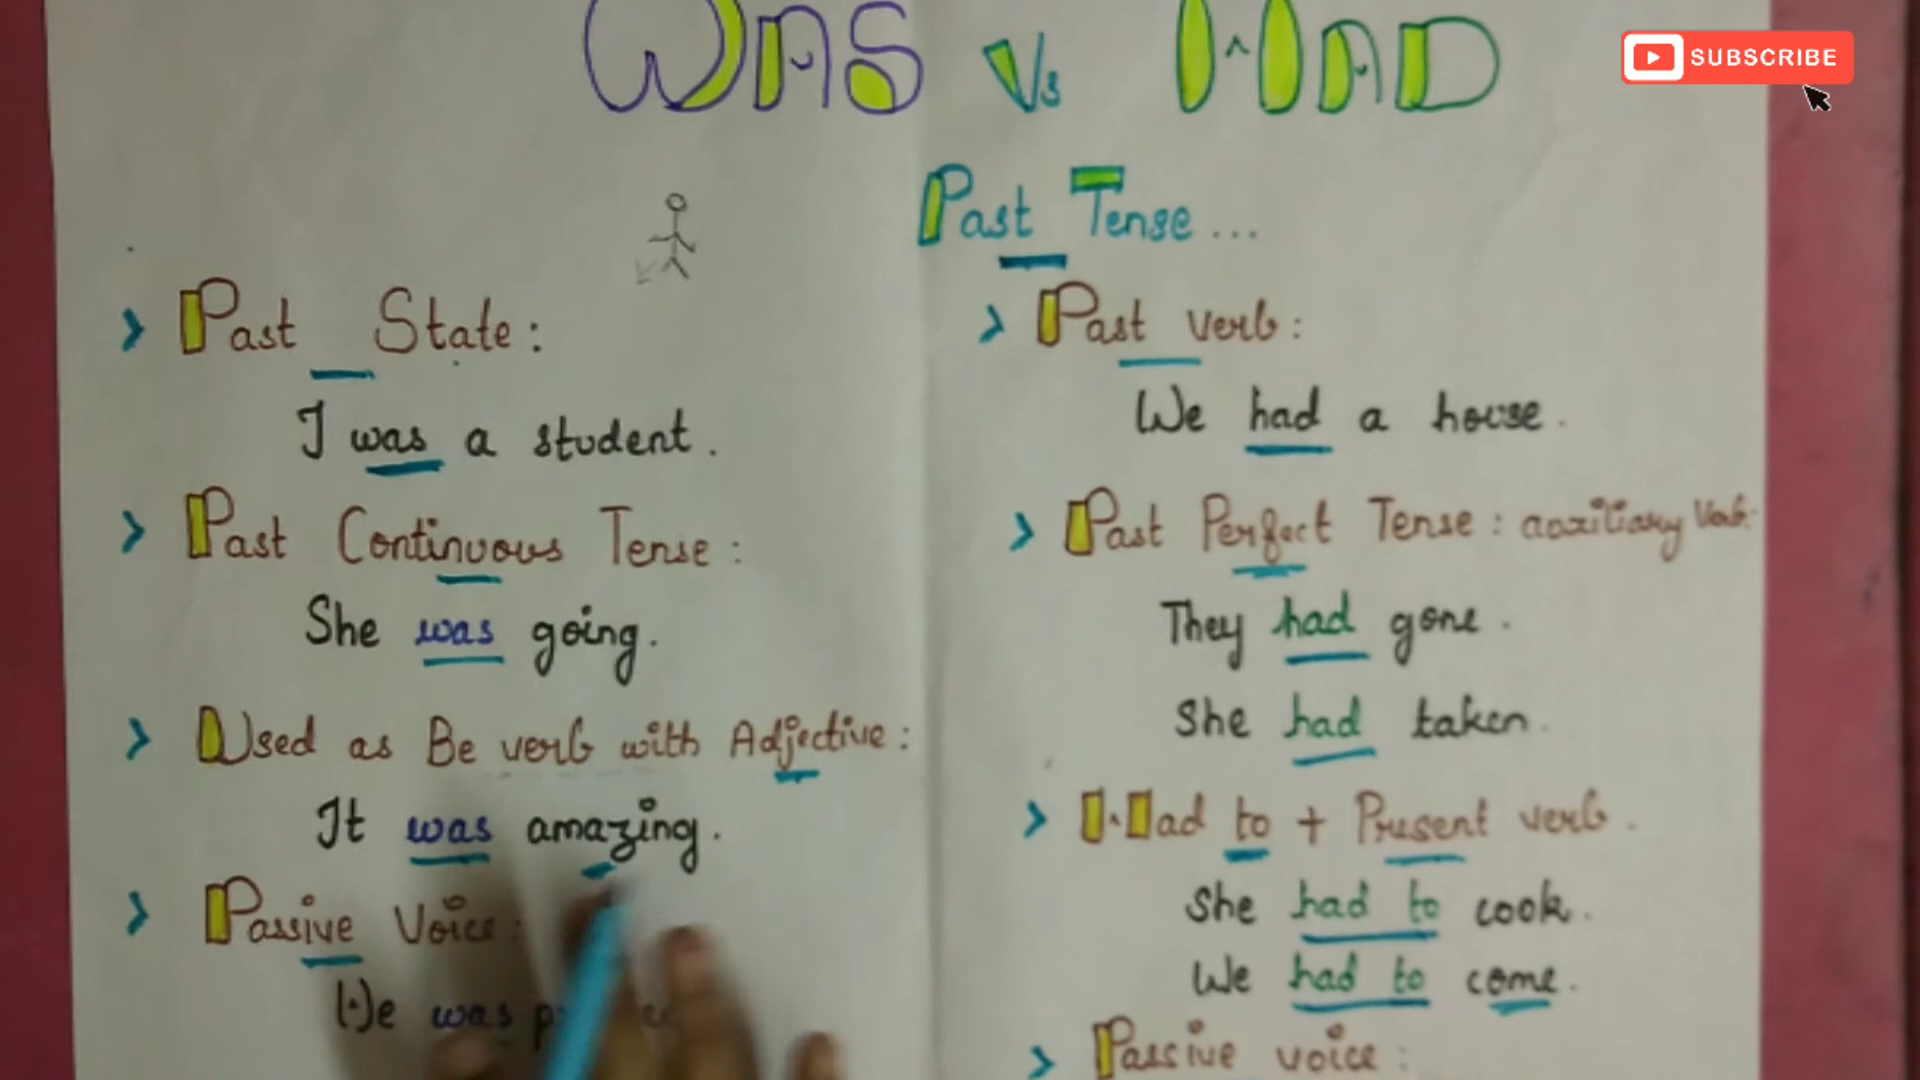 WAS Vs HAD
SUBSCRIBE
Past Tense ...
> Past State:
I was a student.
> Past Continuous Tense:
She was going.
> Used as Be verb with Adjective:
It was amazing.
> Passive Voice:
He was
> Past verb:
We had a house.
> Past Perfect Tense: auxiliary verb:
They had gone.
She had taken.
> Had to + Present verb.
She had to cook.
We had to come.
> Passive voice: